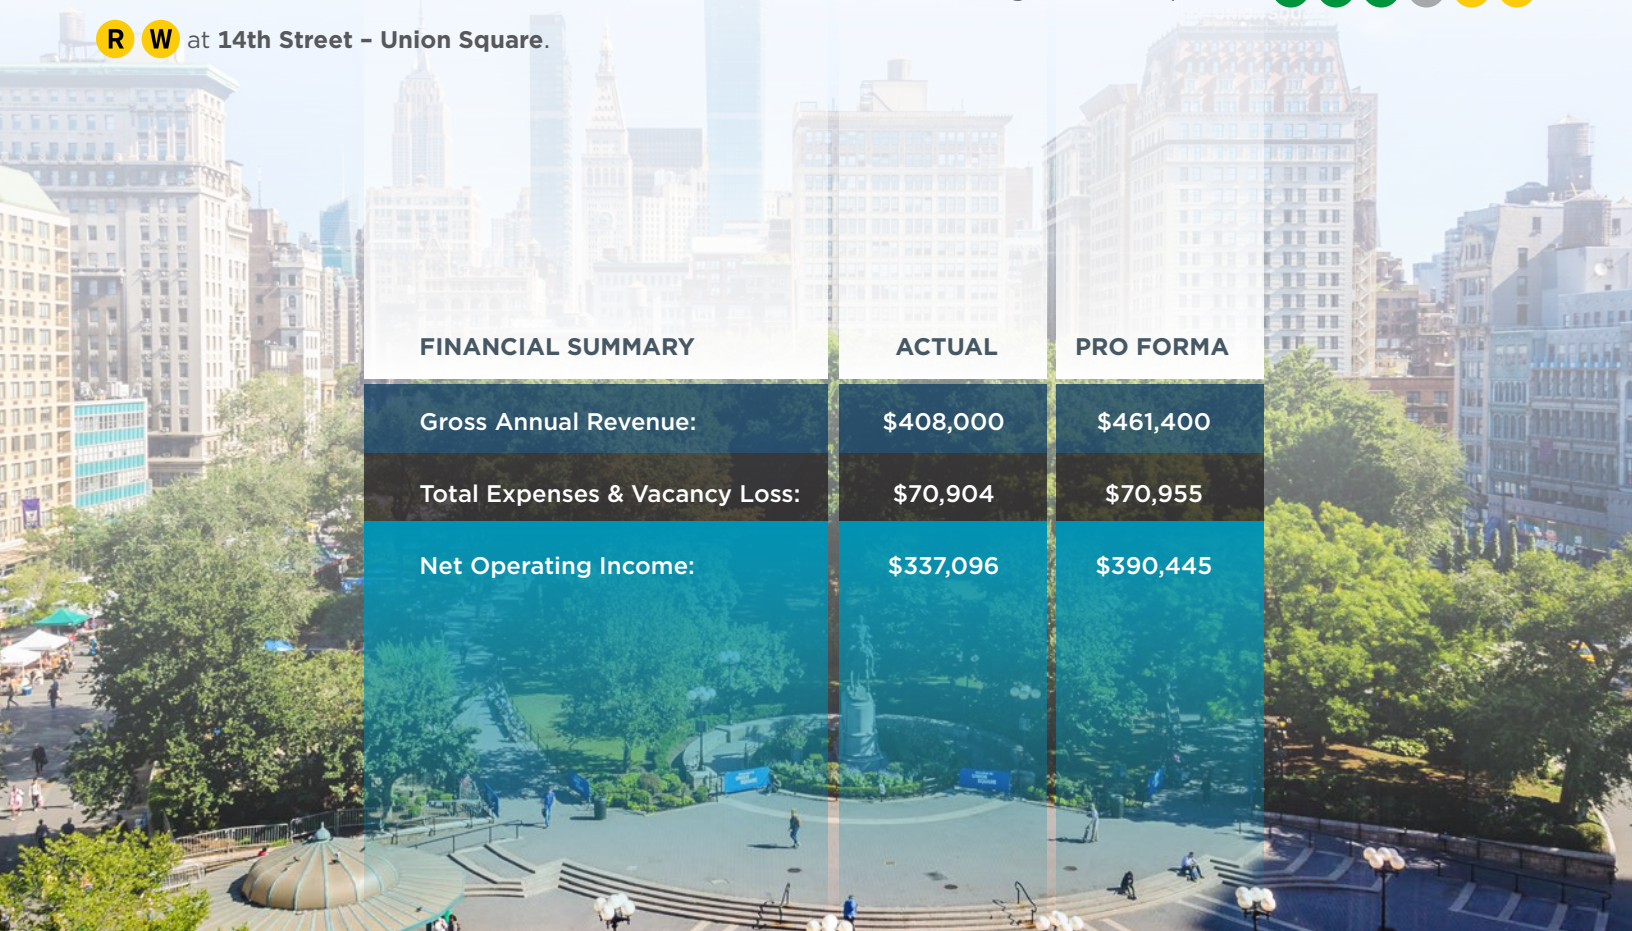 R W at 14th Street – Union Square.
FINANCIAL SUMMARY ACTUAL PRO FORMA
Gross Annual Revenue: $408,000 $461,400
Total Expenses & Vacancy Loss: $70,904 $70,955
Net Operating Income: $337,096 $390,445